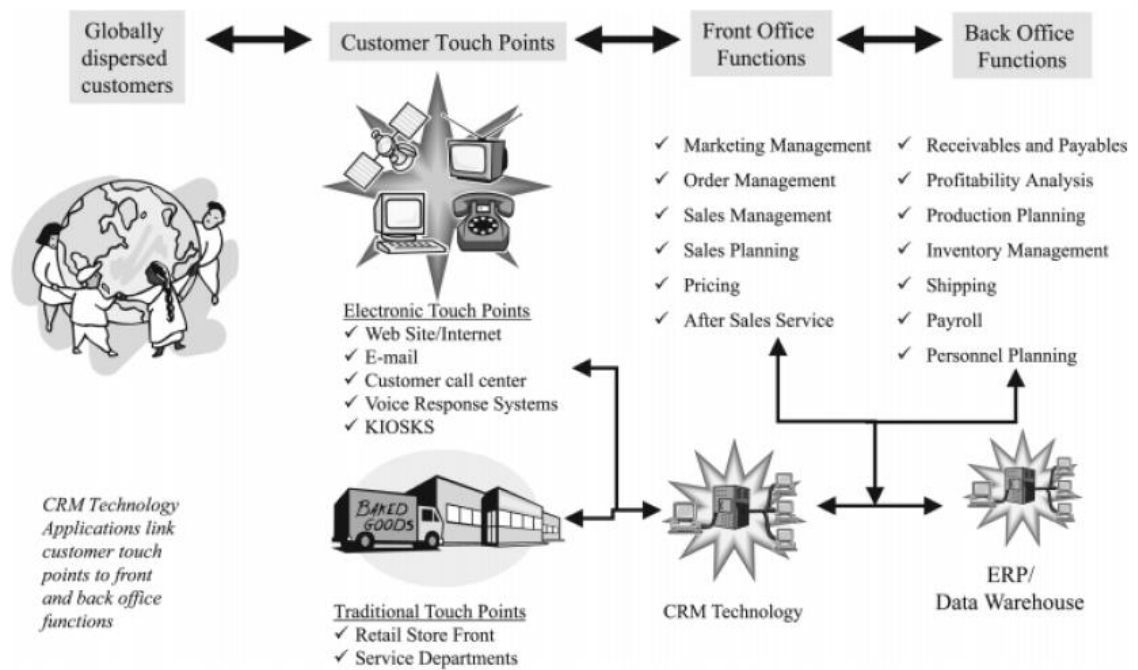 Globally
dispersed
customers
Customer Touch Points
Front Office
Functions
Back Office
Functions
Marketing Management
Order Management
Sales Management
Sales Planning
Pricing
After Sales Service
Receivables and Payables
Profitability Analysis
Production Planning
Inventory Management
Shipping
Payroll
Personnel Planning
Electronic Touch Points
Web Site/Internet
E-mail
Customer call center
Voice Response Systems
KIOSKS
BAKED
GOODS
Traditional Touch Points
Retail Store Front
Service Departments
CRM Technology
ERP/
Data Warehouse
CRM Technology
Applications link
customer touch
points to front
and back office
functions